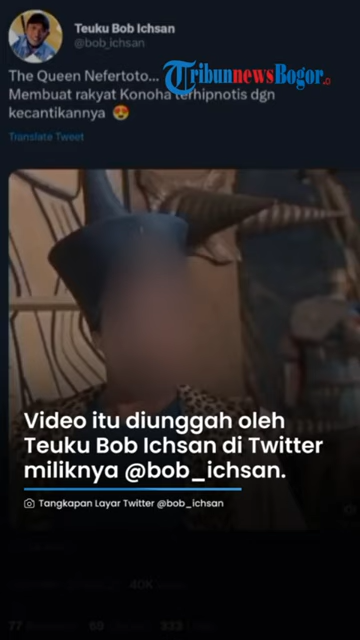 Teuku Bob Ichsan
@bob_ichsan
TribunnewsBogor.
The Queen Nefertoto...
Membuat rakyat Konoha terhipnotis dgn
kecantikannya 😍
Translate Tweet
Video itu diunggah oleh
Teuku Bob Ichsan di Twitter
miliknya @bob_ichsan.
Tangkapan Layar Twitter @bob_ichsan
40K
77
69
333